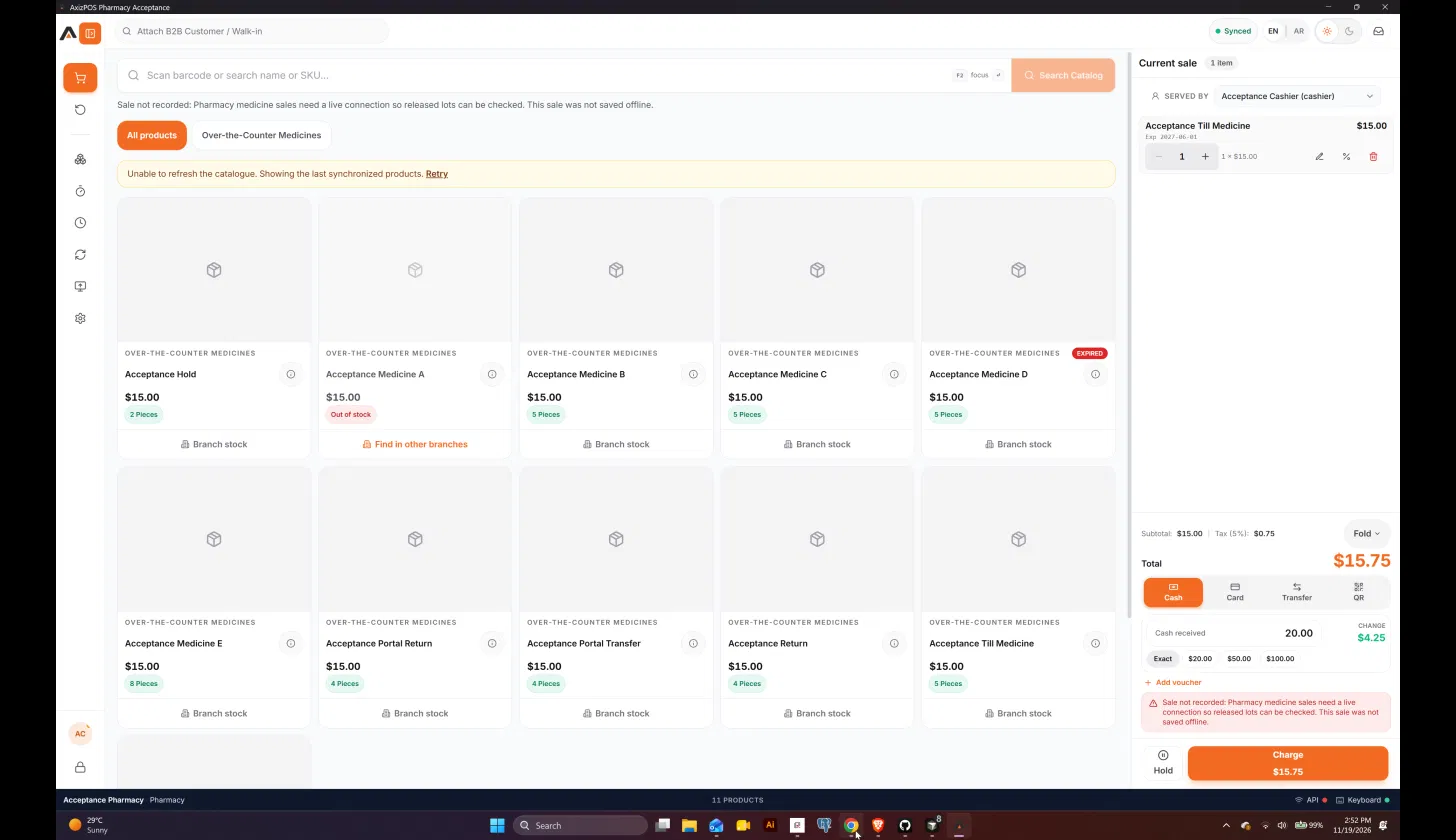 AxizPOS Pharmacy Acceptance
Attach B2B Customer / Walk-in
Synced
EN
AR
Scan barcode or search name or SKU...
F2
focus
Search Catalog
Sale not recorded: Pharmacy medicine sales need a live connection so released lots can be checked. This sale was not saved offline.
All products
Over-the-Counter Medicines
Unable to refresh the catalogue. Showing the last synchronized products. Retry
OVER-THE-COUNTER MEDICINES
Acceptance Hold
$15.00
2 Pieces
Branch stock
OVER-THE-COUNTER MEDICINES
Acceptance Medicine A
$15.00
Out of stock
Find in other branches
OVER-THE-COUNTER MEDICINES
Acceptance Medicine B
$15.00
5 Pieces
Branch stock
OVER-THE-COUNTER MEDICINES
Acceptance Medicine C
$15.00
5 Pieces
Branch stock
OVER-THE-COUNTER MEDICINES
EXPIRED
Acceptance Medicine D
$15.00
5 Pieces
Branch stock
OVER-THE-COUNTER MEDICINES
Acceptance Medicine E
$15.00
8 Pieces
Branch stock
OVER-THE-COUNTER MEDICINES
Acceptance Portal Return
$15.00
4 Pieces
Branch stock
OVER-THE-COUNTER MEDICINES
Acceptance Portal Transfer
$15.00
4 Pieces
Branch stock
OVER-THE-COUNTER MEDICINES
Acceptance Return
$15.00
4 Pieces
Branch stock
OVER-THE-COUNTER MEDICINES
Acceptance Till Medicine
$15.00
5 Pieces
Branch stock
Current sale
1 item
SERVED BY
Acceptance Cashier (cashier)
Acceptance Till Medicine
$15.00
Exp 2027-06-01
1
1 × $15.00
Subtotal: $15.00 | Tax (5%): $0.75
Fold
Total
$15.75
Cash
Card
Transfer
QR
Cash received
20.00
CHANGE
$4.25
Exact
$20.00
$50.00
$100.00
+ Add voucher
Sale not recorded: Pharmacy medicine sales need a live
connection so released lots can be checked. This sale was not
saved offline.
Hold
Charge
$15.75
AC
Acceptance Pharmacy Pharmacy
11 PRODUCTS
API
Keyboard
29°C
Sunny
Search
Ai
8
99%
2:52 PM
11/19/2026